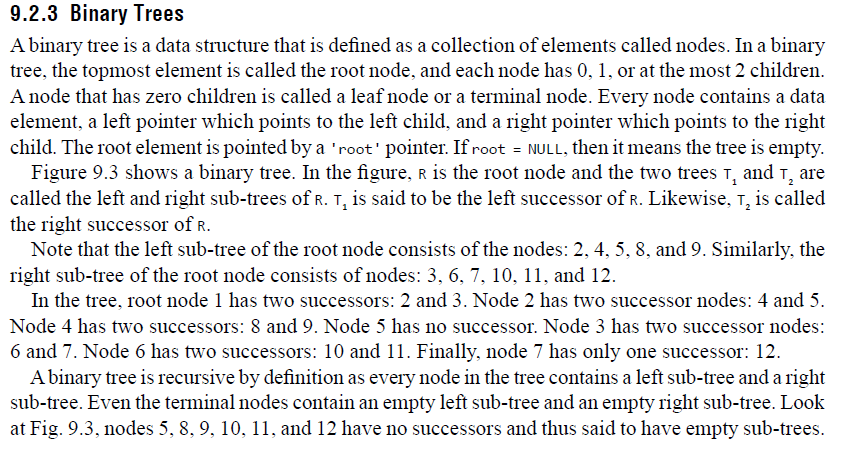 9.2.3 Binary Trees
A binary tree is a data structure that is defined as a collection of elements called nodes. In a binary
tree, the topmost element is called the root node, and each node has 0, 1, or at the most 2 children.
A node that has zero children is called a leaf node or a terminal node. Every node contains a data
element, a left pointer which points to the left child, and a right pointer which points to the right
child. The root element is pointed by a 'root' pointer. If root = NULL, then it means the tree is empty.
Figure 9.3 shows a binary tree. In the figure, R is the root node and the two trees T₁ and T₂ are
called the left and right sub-trees of R. T₁ is said to be the left successor of R. Likewise, T₂ is called
the right successor of R.
Note that the left sub-tree of the root node consists of the nodes: 2, 4, 5, 8, and 9. Similarly, the
right sub-tree of the root node consists of nodes: 3, 6, 7, 10, 11, and 12.
In the tree, root node 1 has two successors: 2 and 3. Node 2 has two successor nodes: 4 and 5.
Node 4 has two successors: 8 and 9. Node 5 has no successor. Node 3 has two successor nodes:
6 and 7. Node 6 has two successors: 10 and 11. Finally, node 7 has only one successor: 12.
A binary tree is recursive by definition as every node in the tree contains a left sub-tree and a right
sub-tree. Even the terminal nodes contain an empty left sub-tree and an empty right sub-tree. Look
at Fig. 9.3, nodes 5, 8, 9, 10, 11, and 12 have no successors and thus said to have empty sub-trees.